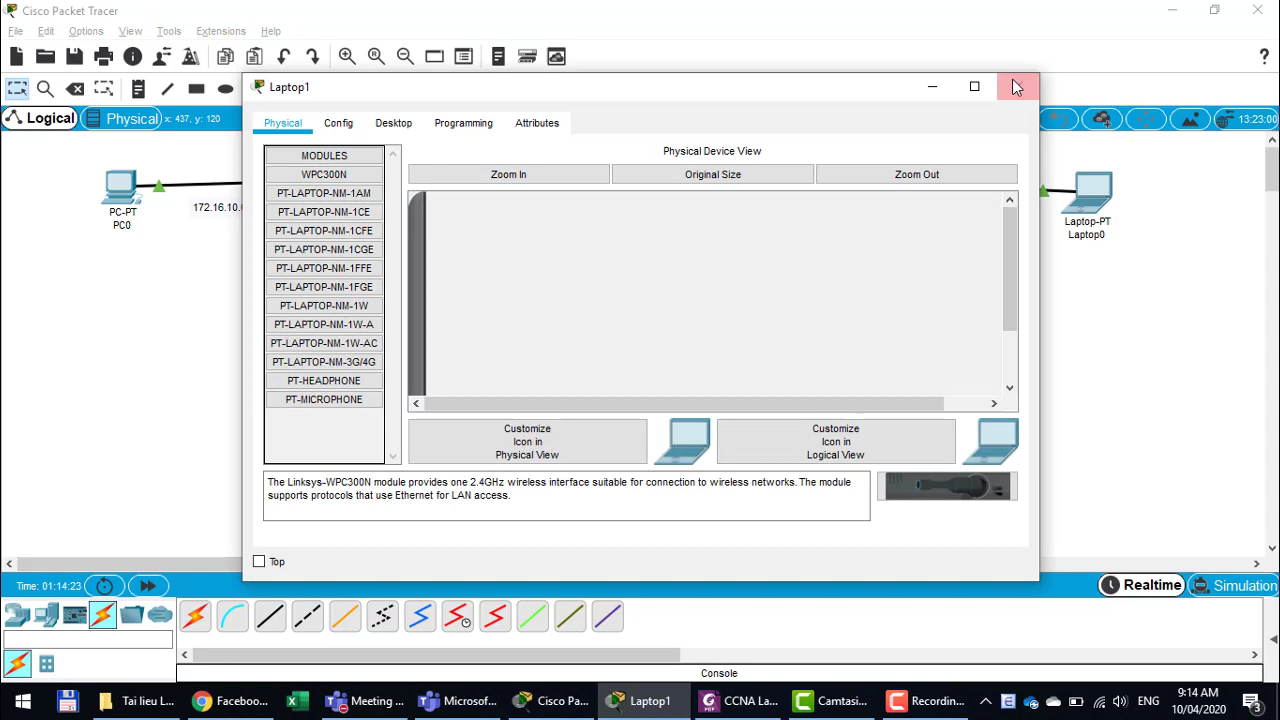 Cisco Packet Tracer
File Edit Options View Tools Extensions Help
Laptop1
Logical Physical x: 437, y: 120
13:23:00
Physical Config Desktop Programming Attributes
Physical Device View
MODULES
Zoom In Original Size Zoom Out
WPC300N
PT-LAPTOP-NM-1AM
PT-LAPTOP-NM-1CE
PT-LAPTOP-NM-1CFE
PT-LAPTOP-NM-1CGE
PT-LAPTOP-NM-1FFE
PT-LAPTOP-NM-1FGE
PT-LAPTOP-NM-1W
PT-LAPTOP-NM-1W-A
PT-LAPTOP-NM-1W-AC
PT-LAPTOP-NM-3G/4G
PT-HEADPHONE
PT-MICROPHONE
PC-PT
PC0
172.16.10.
Laptop-PT
Laptop0
Customize
Icon in
Physical View
Customize
Icon in
Logical View
The Linksys-WPC300N module provides one 2.4GHz wireless interface suitable for connection to wireless networks. The module
supports protocols that use Ethernet for LAN access.
Top
Time: 01:14:23
Realtime Simulation
Console
Tai lieu L...
Faceboo...
Meeting ...
Microsof...
Cisco Pa...
Laptop1
CCNA La...
Camtasi...
Recording...
ENG
9:14 AM
10/04/2020
3